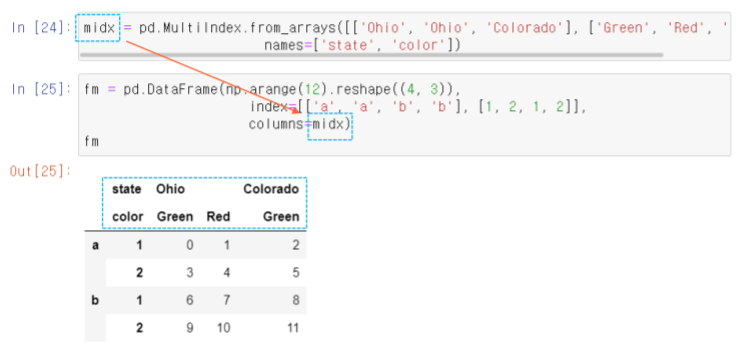 In [24]: midx = pd.MultiIndex.from_arrays([['Ohio', 'Ohio', 'Colorado'], ['Green', 'Red', '
names=['state', 'color'])
In [25]: fm = pd.DataFrame(np.arange(12).reshape((4, 3)),
index=[['a', 'a', 'b', 'b'], [1, 2, 1, 2]],
columns=midx)
fm
Out[25]:
state Ohio Colorado
color Green Red Green
a 1 0 1 2
2 3 4 5
b 1 6 7 8
2 9 10 11